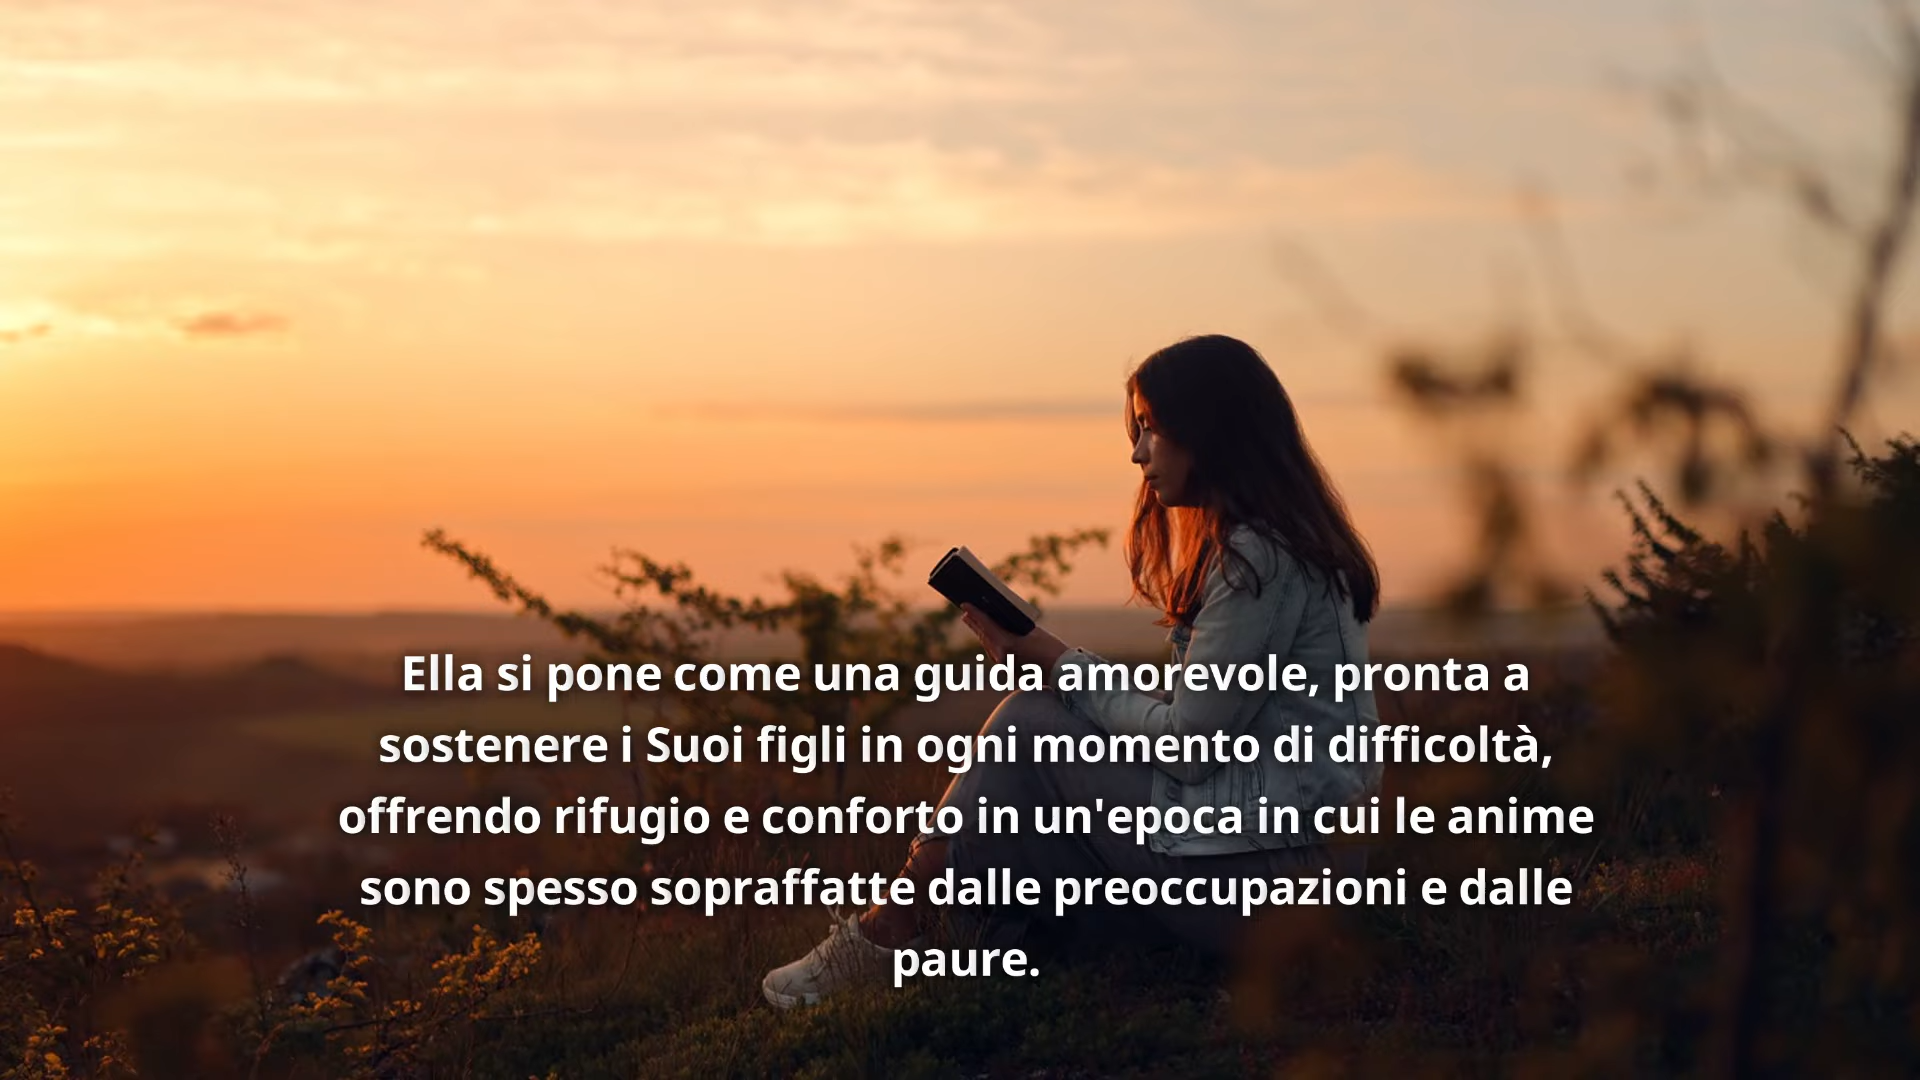 Ella si pone come una guida amorevole, pronta a
sostenere i Suoi figli in ogni momento di difficoltà,
offrendo rifugio e conforto in un'epoca in cui le anime
sono spesso sopraffatte dalle preoccupazioni e dalle
paure.